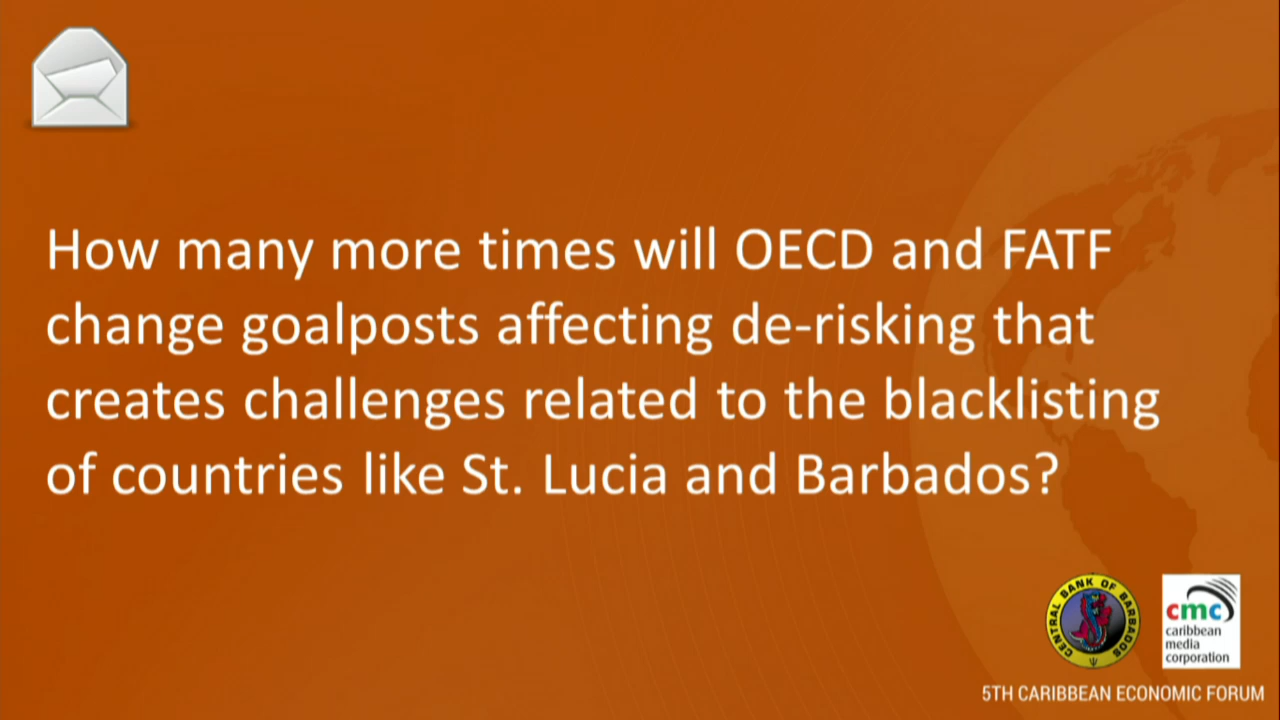 How many more times will OECD and FATF
change goalposts affecting de-risking that
creates challenges related to the blacklisting
of countries like St. Lucia and Barbados?
CENTRAL BANK OF BARBADOS
cmc
caribbean
media
corporation
5TH CARIBBEAN ECONOMIC FORUM